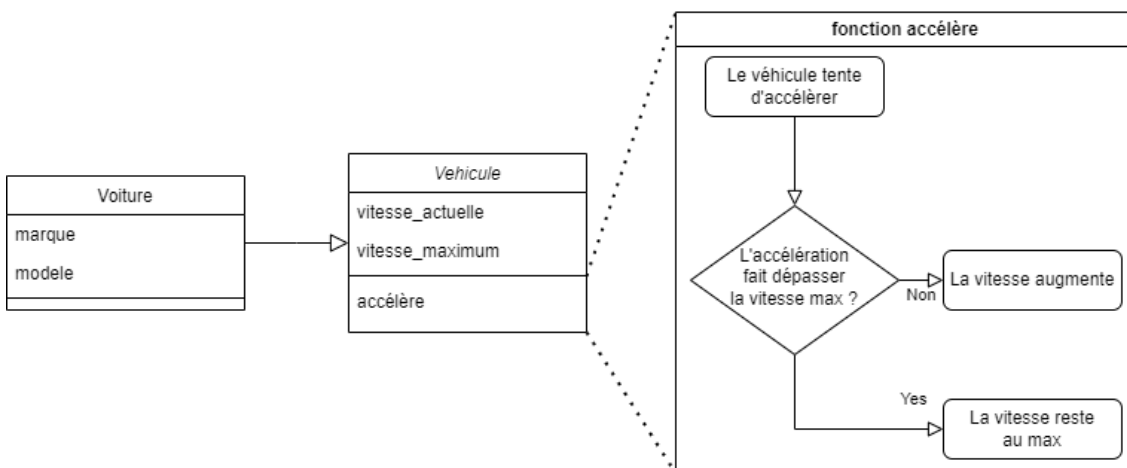 Voiture
marque
modele
Vehicule
vitesse_actuelle
vitesse_maximum
accélère
fonction accélère
Le véhicule tente
d'accélèrer
L'accélération
fait dépasser
la vitesse max ?
Non
La vitesse augmente
Yes
La vitesse reste
au max